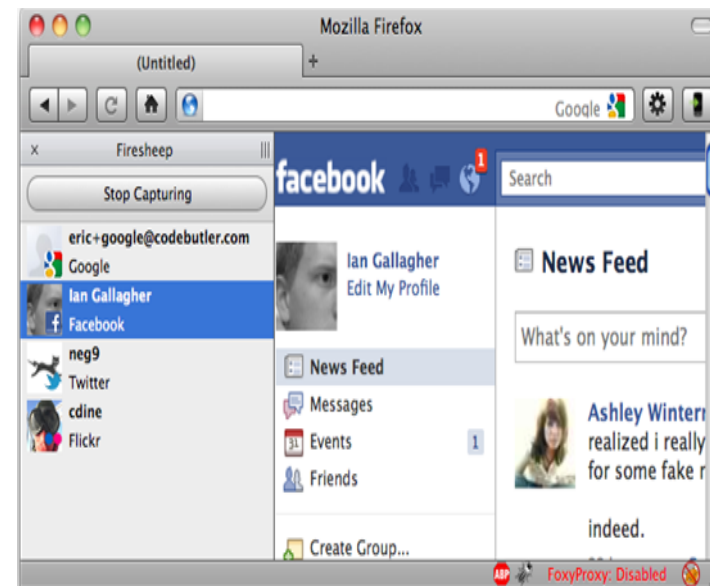 Mozilla Firefox
(Untitled)
+
Google
× Firesheep
Stop Capturing
eric+google@codebutler.com
Google
Ian Gallagher
Facebook
neg9
Twitter
cdine
Flickr
facebook
1
Search
Ian Gallagher
Edit My Profile
News Feed
Messages
31 Events 1
Friends
Create Group...
News Feed
What's on your mind?
Ashley
realized i really
for some fake
indeed.
ABP FoxyProxy: Disabled